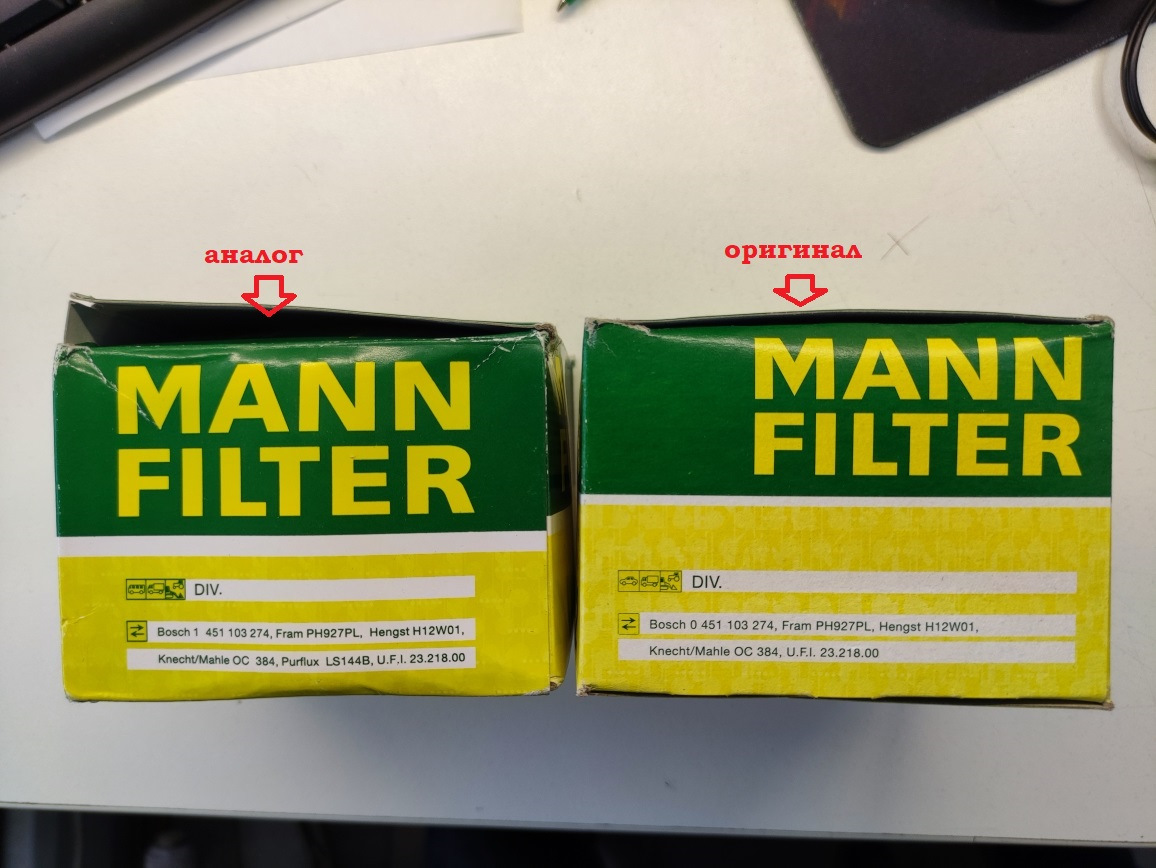 аналог
MANN
FILTER
DIV.
Bosch 1 451 103 274, Fram PH927PL, Hengst H12W01,
Knecht/Mahle OC 384, Purflux LS144B, U.F.I. 23.218.00
оригинал
MANN
FILTER
DIV.
Bosch 0 451 103 274, Fram PH927PL, Hengst H12W01,
Knecht/Mahle OC 384, U.F.I. 23.218.00